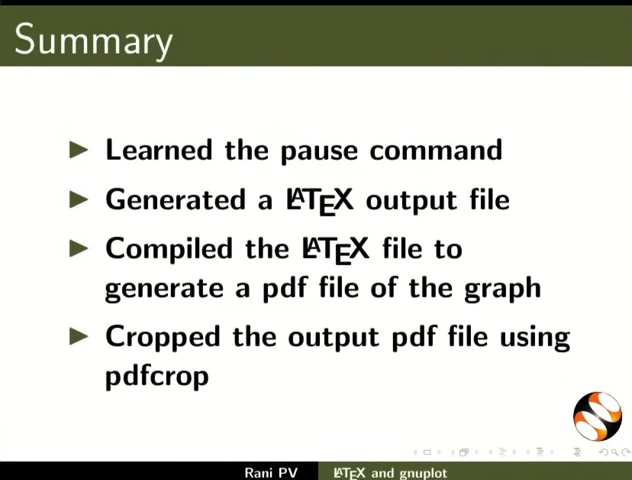 Summary
Learned the pause command
Generated a LATEX output file
Compiled the LATEX file to
generate a pdf file of the graph
Cropped the output pdf file using
pdfcrop
Rani PV LATEX and gnuplot